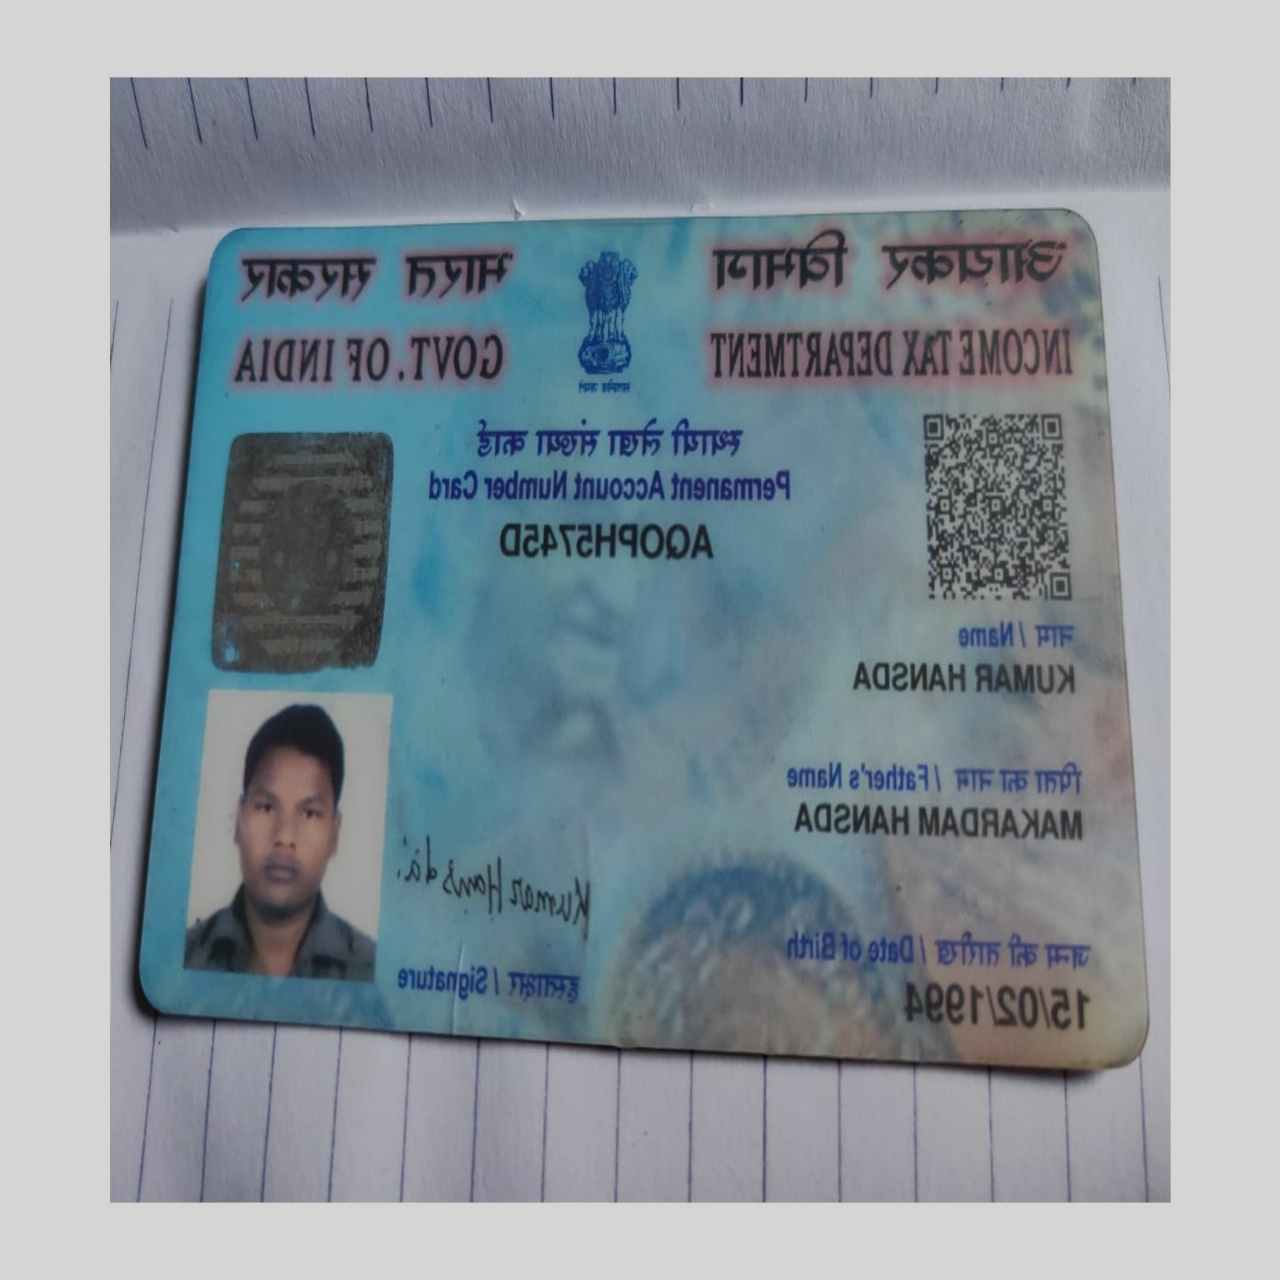 आयकर विभाग
INCOME TAX DEPARTMENT
भारत सरकार
GOVT. OF INDIA
सत्यमेव जयते
स्थायी लेखा संख्या कार्ड
Permanent Account Number Card
AQOPH5745D
नाम / Name
KUMAR HANSDA
पिता का नाम / Father's Name
MAKARDAM HANSDA
जन्म की तारीख / Date of Birth
15/02/1994
Kumar Hansda
हस्ताक्षर / Signature